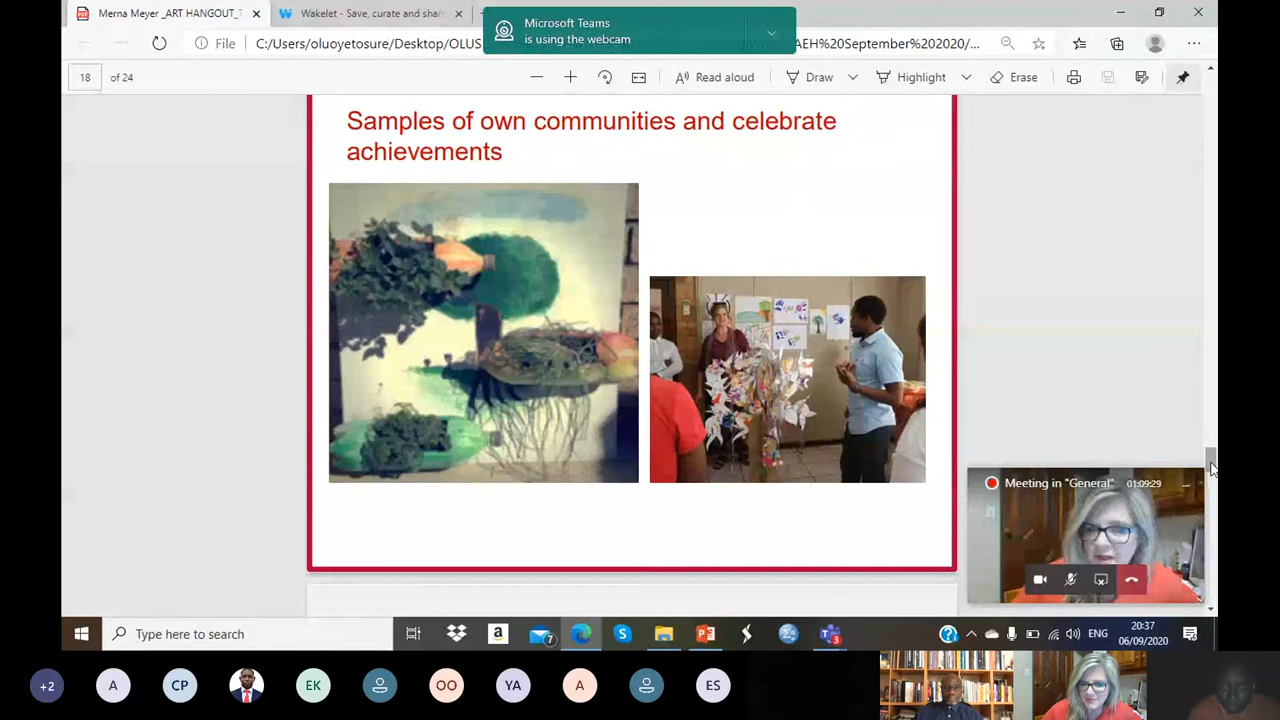 Merna Meyer _ART HANGOUT_T
Wakelet - Save, curate and shar
Microsoft Teams
is using the webcam
File
C:/Users/oluoyetosure/Desktop/OLUS
AEH%20September%202020/...
18
of 24
Read aloud
Draw
Highlight
Erase
Samples of own communities and celebrate
achievements
Meeting in "General"
01:09:29
Type here to search
a
7
S
3
ENG
20:37
06/09/2020
+2
A
CP
EK
OO
YA
A
ES